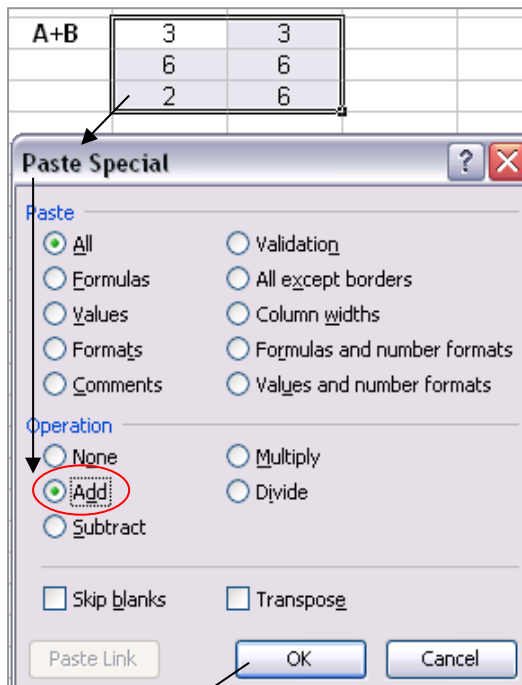 A+B 3 3
6 6
2 6
Paste Special ?
Paste
All Validation
Formulas All except borders
Values Column widths
Formats Formulas and number formats
Comments Values and number formats
Operation
None Multiply
Add Divide
Subtract
Skip blanks Transpose
Paste Link OK Cancel